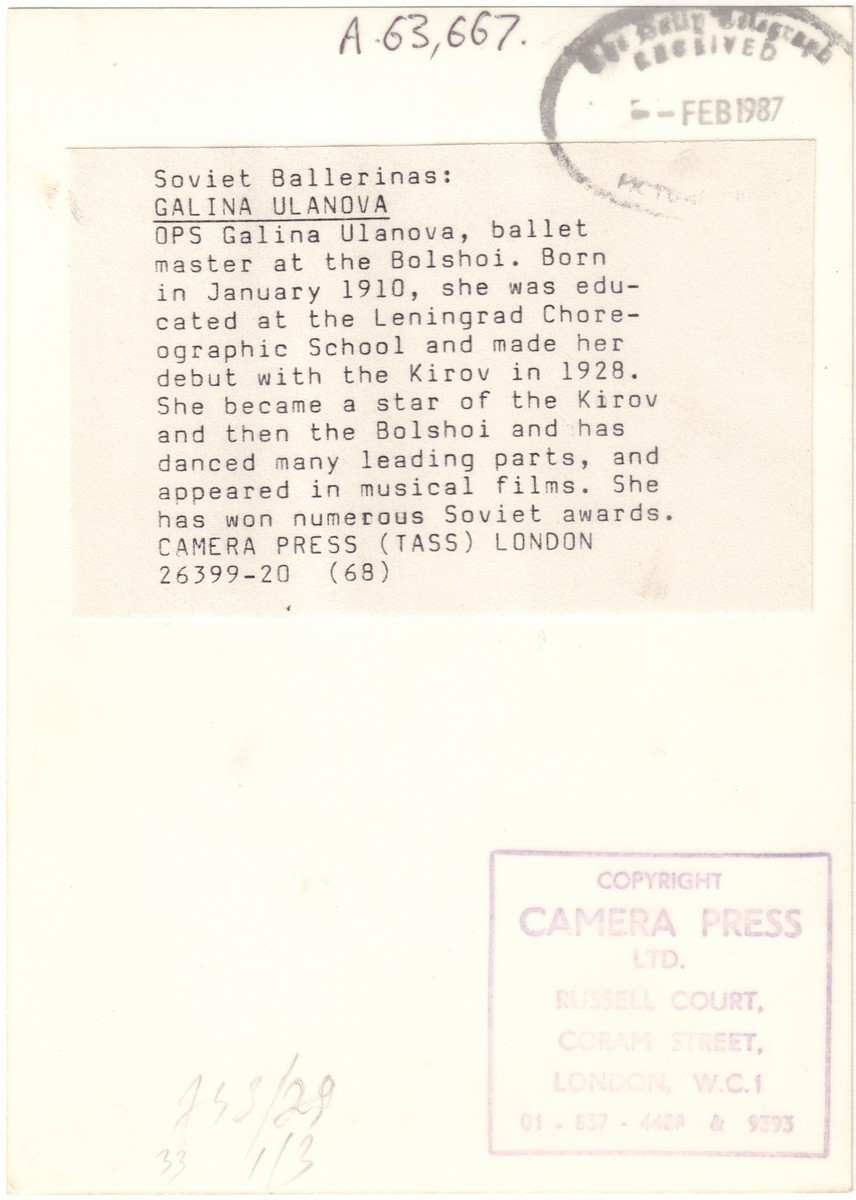 A.63,667.
The Daily Telegraph
RECEIVED
- FEB 1987
Soviet Ballerinas:
GALINA ULANOVA
OPS Galina Ulanova, ballet
master at the Bolshoi. Born
in January 1910, she was edu-
cated at the Leningrad Chore-
ographic School and made her
debut with the Kirov in 1928.
She became a star of the Kirov
and then the Bolshoi and has
danced many leading parts, and
appeared in musical films. She
has won numerous Soviet awards.
CAMERA PRESS (TASS) LONDON
26399-20 (68)
COPYRIGHT
CAMERA PRESS
LTD.
RUSSELL COURT,
CORAM STREET,
LONDON, W.C.1
01 - 837 - 4488 & 9393
33 1/3